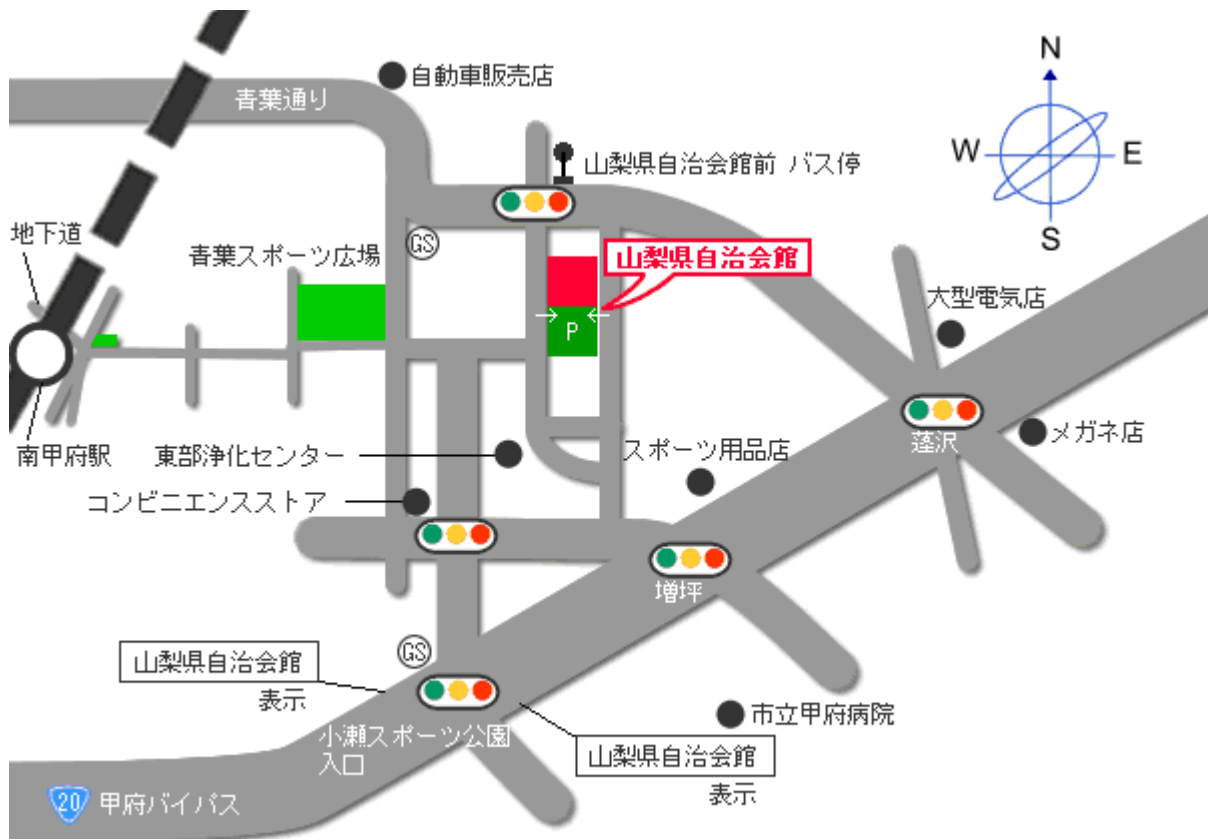 自動車販売店
青葉通り
N
W
E
S
山梨県自治会館前 バス停
地下道
青葉スポーツ広場
GS
山梨県自治会館
P
大型電気店
南甲府駅
東部浄化センター
スポーツ用品店
蓬沢
メガネ店
コンビニエンスストア
増坪
GS
山梨県自治会館
表示
市立甲府病院
小瀬スポーツ公園
入口
山梨県自治会館
表示
20 甲府バイパス